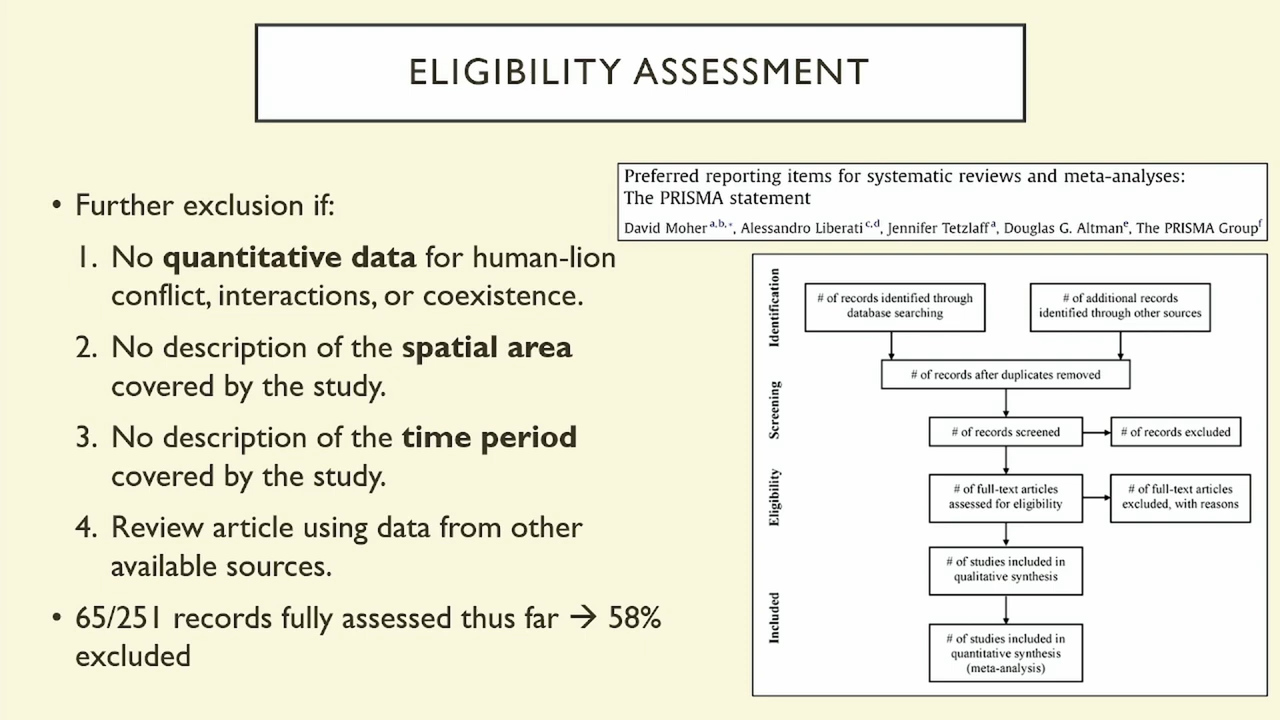 ELIGIBILITY ASSESSMENT
• Further exclusion if:
1. No quantitative data for human-lion
conflict, interactions, or coexistence.
2. No description of the spatial area
covered by the study.
3. No description of the time period
covered by the study.
4. Review article using data from other
available sources.
• 65/251 records fully assessed thus far → 58%
excluded
Preferred reporting items for systematic reviews and meta-analyses:
The PRISMA statement
David Moher a,b,*, Alessandro Liberati c,d, Jennifer Tetzlaff a, Douglas G. Altman e, The PRISMA Group f
Identification
# of records identified through
database searching
# of additional records
identified through other sources
# of records after duplicates removed
Screening
# of records screened
# of records excluded
Eligibility
# of full-text articles
assessed for eligibility
# of full-text articles
excluded, with reasons
Included
# of studies included in
qualitative synthesis
# of studies included in
quantitative synthesis
(meta-analysis)